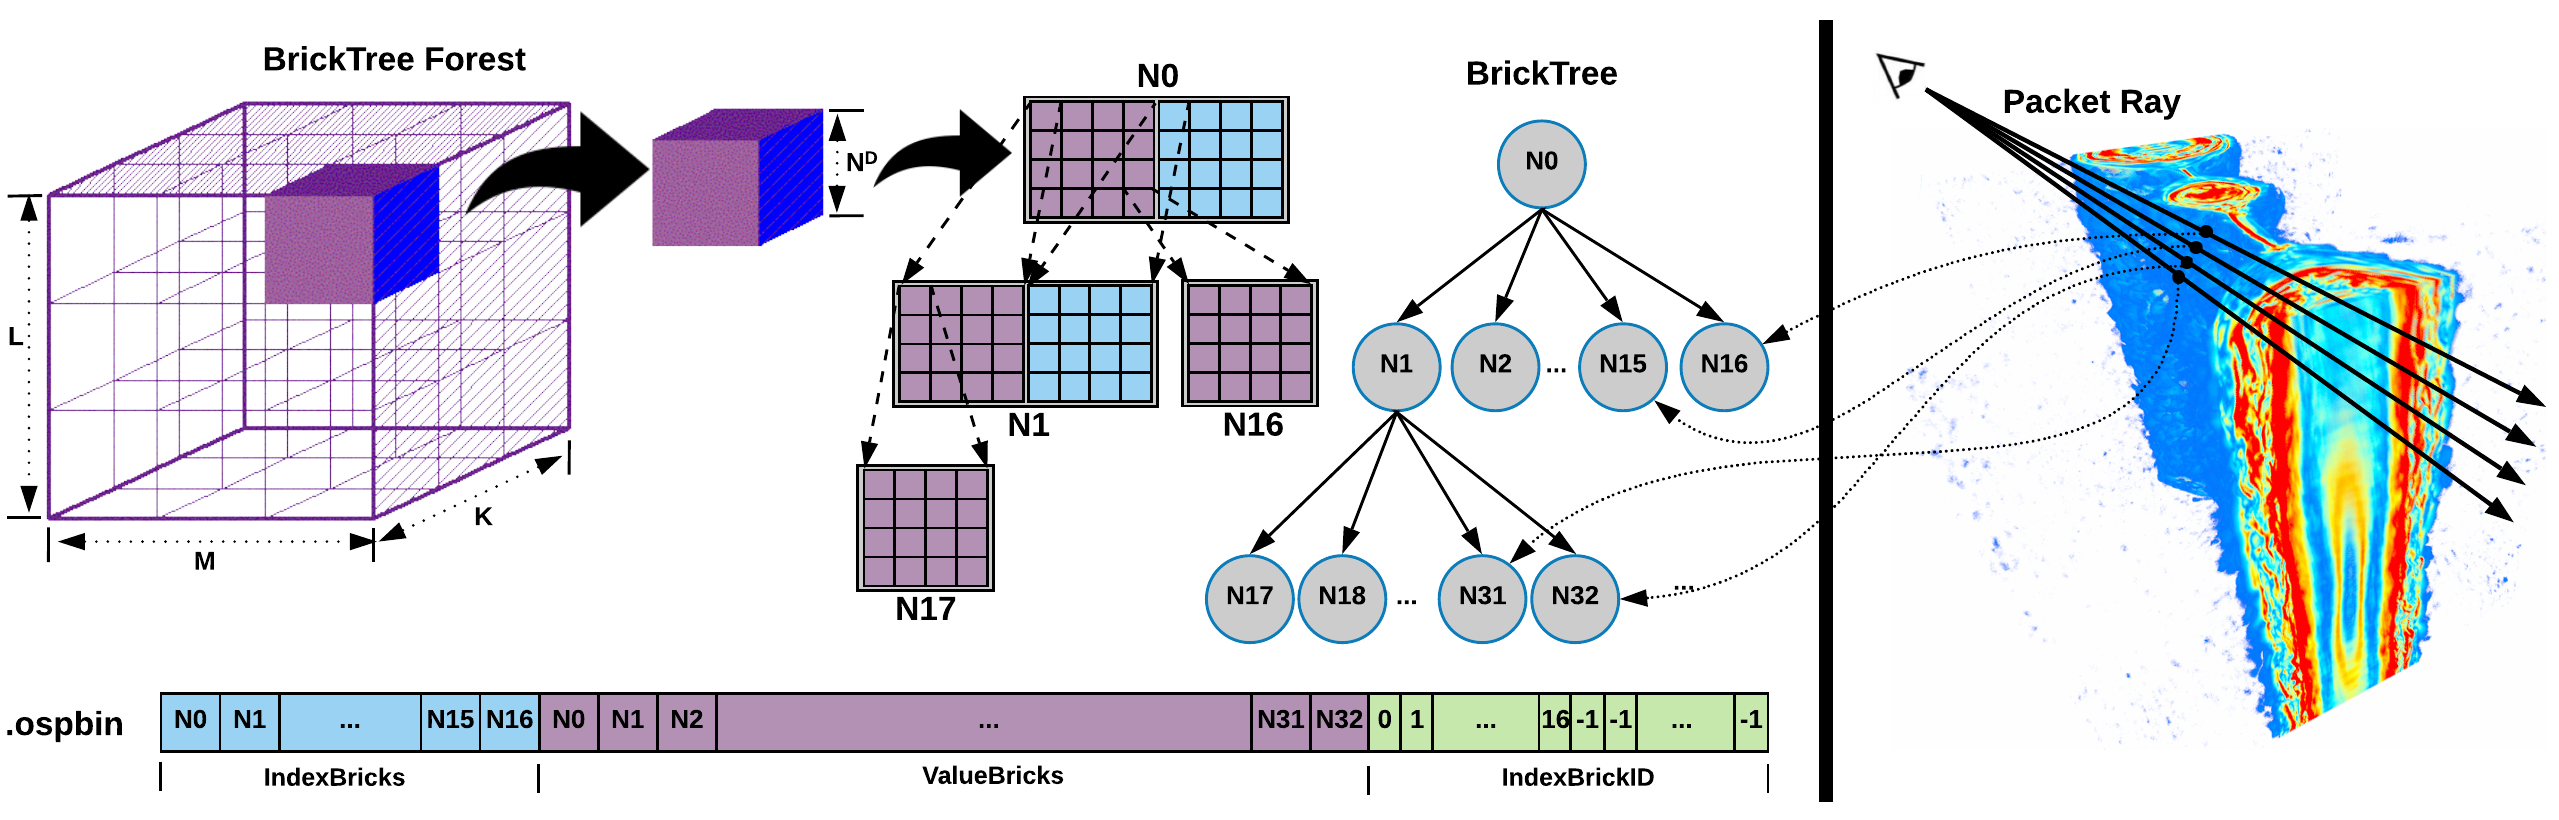 BrickTree Forest
L
M
K
N^D
N0
N1
N16
N17
BrickTree
N0
N1
N2
...
N15
N16
N17
N18
...
N31
N32
...
Packet Ray
.ospbin
N0 N1 ... N15 N16 N0 N1 N2 ... N31 N32 0 1 ... 16 -1 -1 ... -1
IndexBricks
ValueBricks
IndexBrickID